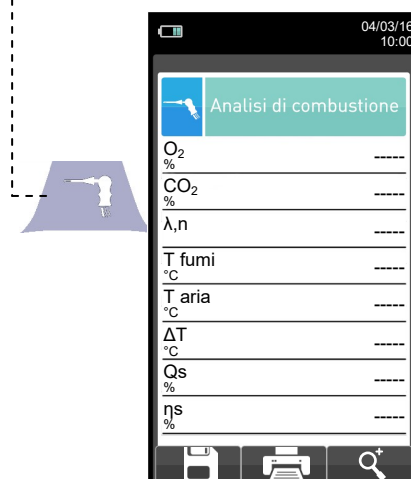 04/03/16
10:00
Analisi di combustione
O2
%
-----
CO2
%
-----
λ,n
-----
T fumi
°C
-----
T aria
°C
-----
ΔT
°C
-----
Qs
%
-----
ηs
%
-----